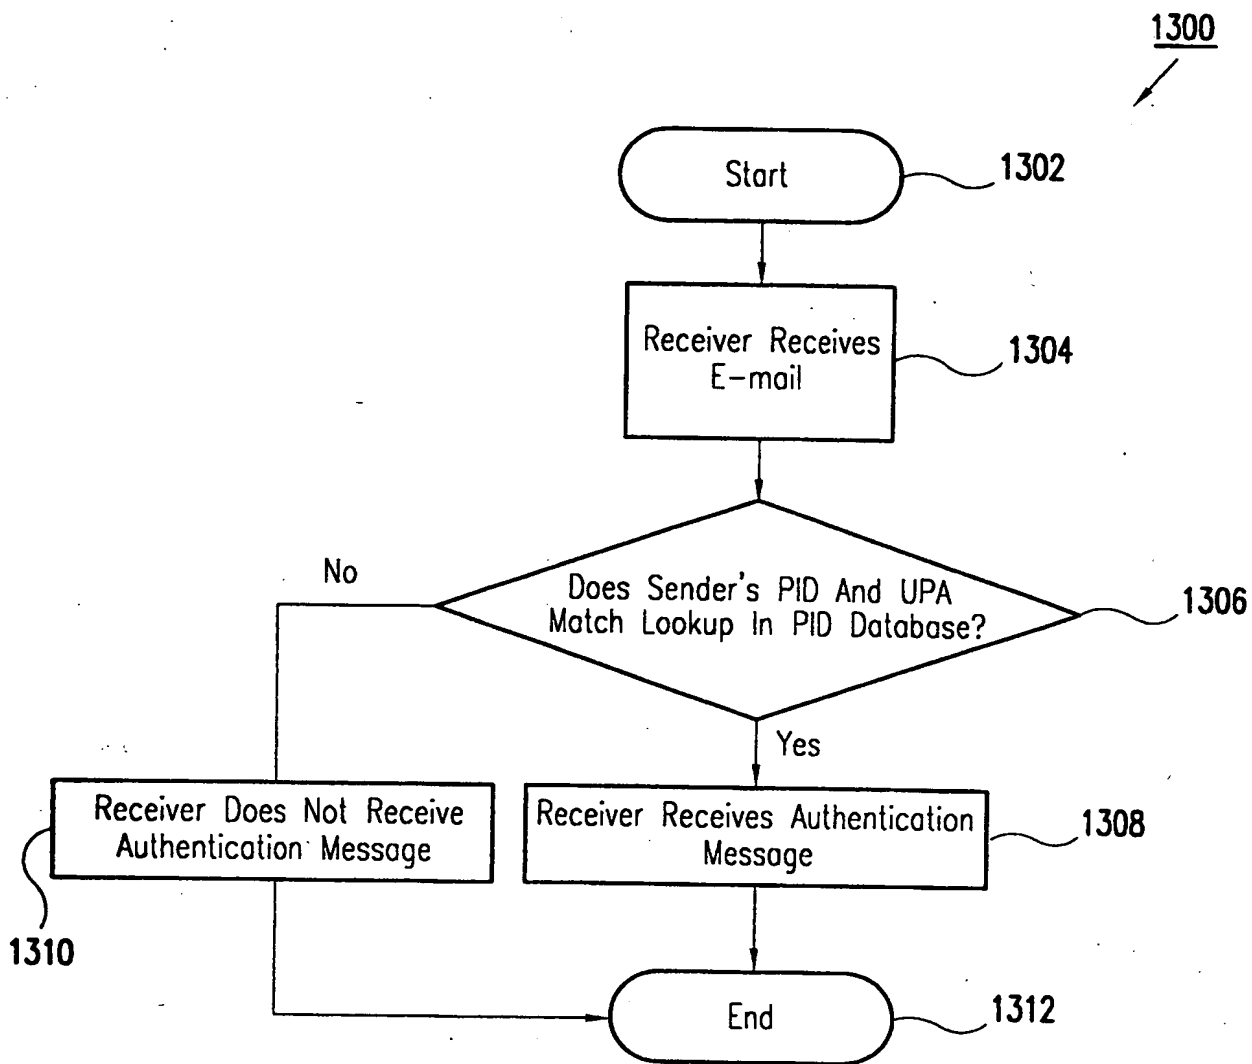 1300
Start
1302
Receiver Receives
E-mail
1304
No
Does Sender's PID And UPA
Match Lookup In PID Database?
1306
Yes
Receiver Does Not Receive
Authentication Message
Receiver Receives Authentication
Message
1308
1310
End
1312